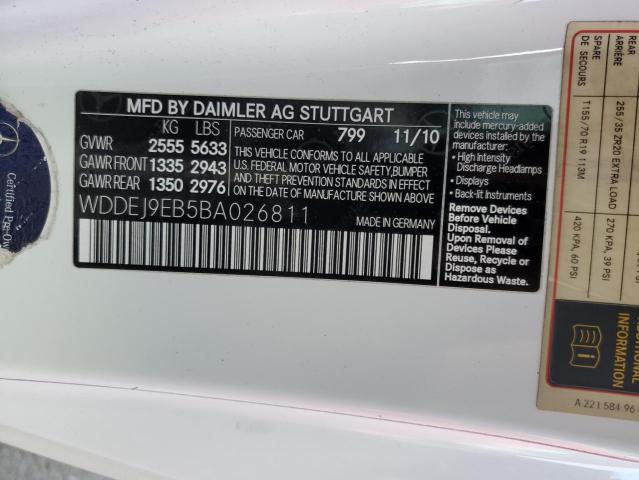 MFD BY DAIMLER AG STUTTGART
KG LBS
GVWR 2555 5633
GAWR FRONT 1335 2943
GAWR REAR 1350 2976
PASSENGER CAR 799 11/10
THIS VEHICLE CONFORMS TO ALL APPLICABLE
U.S. FEDERAL MOTOR VEHICLE SAFETY,BUMPER
AND THEFT PREVENTION STANDARDS IN EFFECT
ON THE DATE OF MANUFACTURE SHOWN ABOVE
WDDEJ9EB5BA026811
This vehicle may
include mercury-added
devices installed by the
manufacturer:
• High Intensity
Discharge Headlamps
• Displays
• Back-lit Instruments
Remove Devices
Before Vehicle
Disposal.
Upon Removal of
Devices Please
Reuse, Recycle or
Dispose as
Hazardous Waste.
Certified Pre-Ow
REAR
ARRIÈRE
255/35 ZR20 EXTRA LOAD
270 KPA, 39 PSI
SPARE
DE SECOURS
T155/70 R19 113M
420 KPA, 60 PSI
A 221 584 96